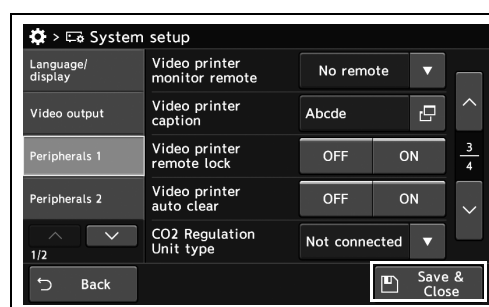 > System setup
Language/
display
Video output
Peripherals 1
Peripherals 2
1/2
Video printer
monitor remote
No remote
Video printer
caption
Abcde
Video printer
remote lock
OFF
ON
Video printer
auto clear
OFF
ON
CO2 Regulation
Unit type
Not connected
3
4
Back
Save &
Close